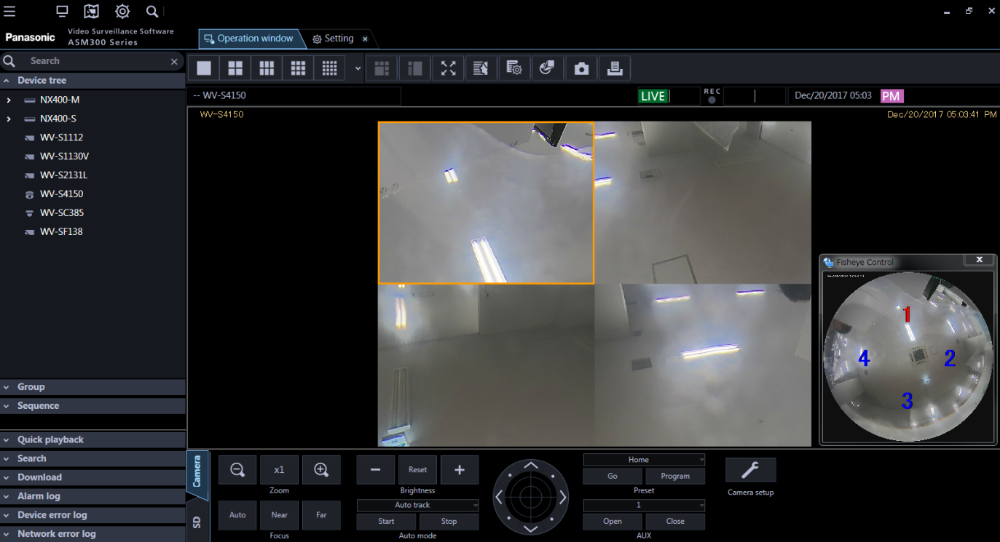 Panasonic
Video Surveillance Software
ASM300 Series
Operation window
Setting
Search
Device tree
NX400-M
NX400-S
WV-S1112
WV-S1130V
WV-S2131L
WV-S4150
WV-SC385
WV-SF138
Group
Sequence
Quick playback
Search
Download
Alarm log
Device error log
Network error log
-- WV-S4150
LIVE
REC
Dec/20/2017 05:03 PM
WV-S4150
Dec/20/2017 05:03:41 PM
Fisheye Control
1
4
2
3
Camera
SD
x1
Zoom
Auto
Near
Far
Focus
Reset
Brightness
Auto track
Start
Stop
Auto mode
Home
Go
Program
Preset
1
Open
Close
AUX
Camera setup